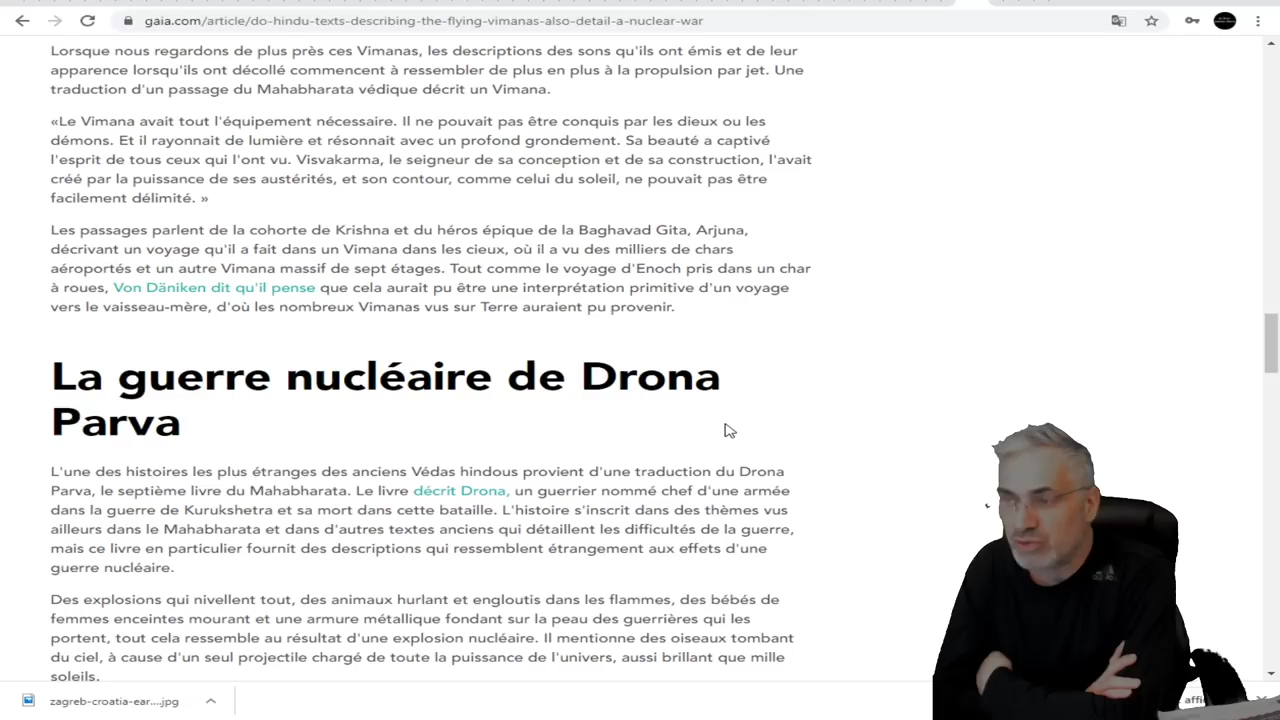 gaia.com/article/do-hindu-texts-describing-the-flying-vimanas-also-detail-a-nuclear-war
Lorsque nous regardons de plus près ces Vimanas, les descriptions des sons qu'ils ont émis et de leur
apparence lorsqu'ils ont décollé commencent à ressembler de plus en plus à la propulsion par jet. Une
traduction d'un passage du Mahabharata védique décrit un Vimana.
«Le Vimana avait tout l'équipement nécessaire. Il ne pouvait pas être conquis par les dieux ou les
démons. Et il rayonnait de lumière et résonnait avec un profond grondement. Sa beauté a captivé
l'esprit de tous ceux qui l'ont vu. Visvakarma, le seigneur de sa conception et de sa construction, l'avait
créé par la puissance de ses austérités, et son contour, comme celui du soleil, ne pouvait pas être
facilement délimité. »
Les passages parlent de la cohorte de Krishna et du héros épique de la Baghavad Gita, Arjuna,
décrivant un voyage qu'il a fait dans un Vimana dans les cieux, où il a vu des milliers de chars
aéroportés et un autre Vimana massif de sept étages. Tout comme le voyage d'Enoch pris dans un char
à roues, Von Däniken dit qu'il pense que cela aurait pu être une interprétation primitive d'un voyage
vers le vaisseau-mère, d'où les nombreux Vimanas vus sur Terre auraient pu provenir.
La guerre nucléaire de Drona
Parva
L'une des histoires les plus étranges des anciens Védas hindous provient d'une traduction du Drona
Parva, le septième livre du Mahabharata. Le livre décrit Drona, un guerrier nommé chef d'une armée
dans la guerre de Kurukshetra et sa mort dans cette bataille. L'histoire s'inscrit dans des thèmes vus
ailleurs dans le Mahabharata et dans d'autres textes anciens qui détaillent les difficultés de la guerre,
mais ce livre en particulier fournit des descriptions qui ressemblent étrangement aux effets d'une
guerre nucléaire.
Des explosions qui nivellent tout, des animaux hurlant et engloutis dans les flammes, des bébés de
femmes enceintes mourant et une armure métallique fondant sur la peau des guerrières qui les
portent, tout cela ressemble au résultat d'une explosion nucléaire. Il mentionne des oiseaux tombant
du ciel, à cause d'un seul projectile chargé de toute la puissance de l'univers, aussi brillant que mille
soleils.
zagreb-croatia-ear....jpg